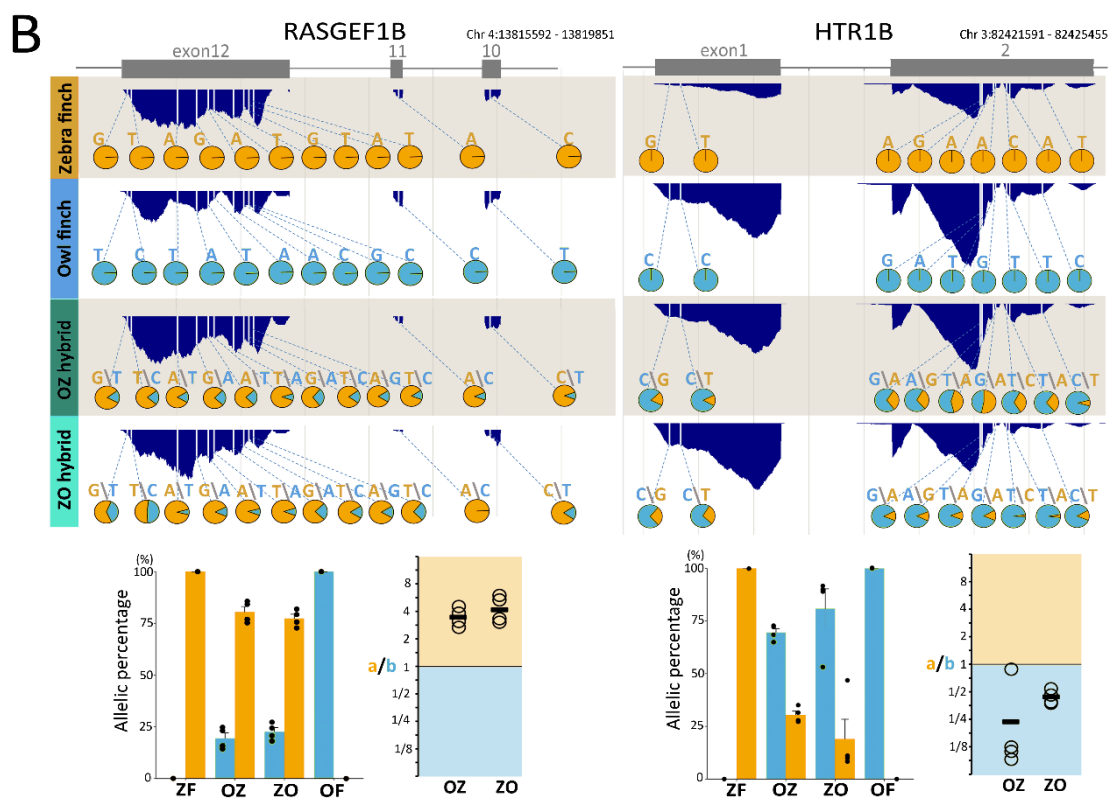 B
RASGEF1B
Chr 4:13815592 - 13819851
HTR1B
Chr 3:82421591 - 82425455
exon12
11
10
exon1
2
Zebra finch
G T A G A T G T A T A C
G T
A G A A C A T
Owl finch
T C T A T A A C G C C T
C C
G A T G T T C
OZ hybrid
G\T T\C A\T G\A A\T T\A G\A T\C A\G T\C A\C C\T
C\G C\T
G\A A\G T\A G\A T\C T\A C\T
ZO hybrid
G\T T\C A\T G\A A\T T\A G\A T\C A\G T\C A\C C\T
C\G C\T
G\A A\G T\A G\A T\C T\A C\T
(%)
100
75
50
25
0
Allelic percentage
ZF OZ ZO OF
8
4
2
a/b 1
1/2
1/4
1/8
OZ ZO
(%)
100
75
50
25
0
Allelic percentage
ZF OZ ZO OF
8
4
2
a/b 1
1/2
1/4
1/8
OZ ZO